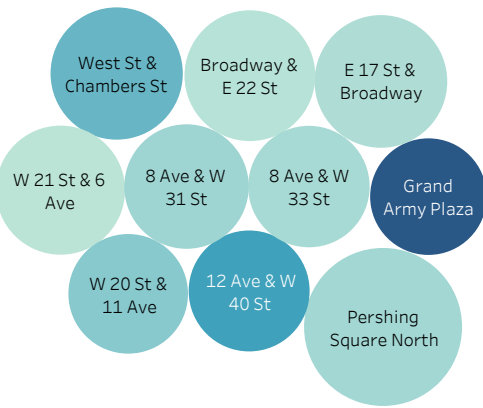 West St &
Chambers St
Broadway &
E 22 St
E 17 St &
Broadway
W 21 St & 6
Ave
8 Ave & W
31 St
8 Ave & W
33 St
Grand
Army Plaza
W 20 St &
11 Ave
12 Ave & W
40 St
Pershing
Square North